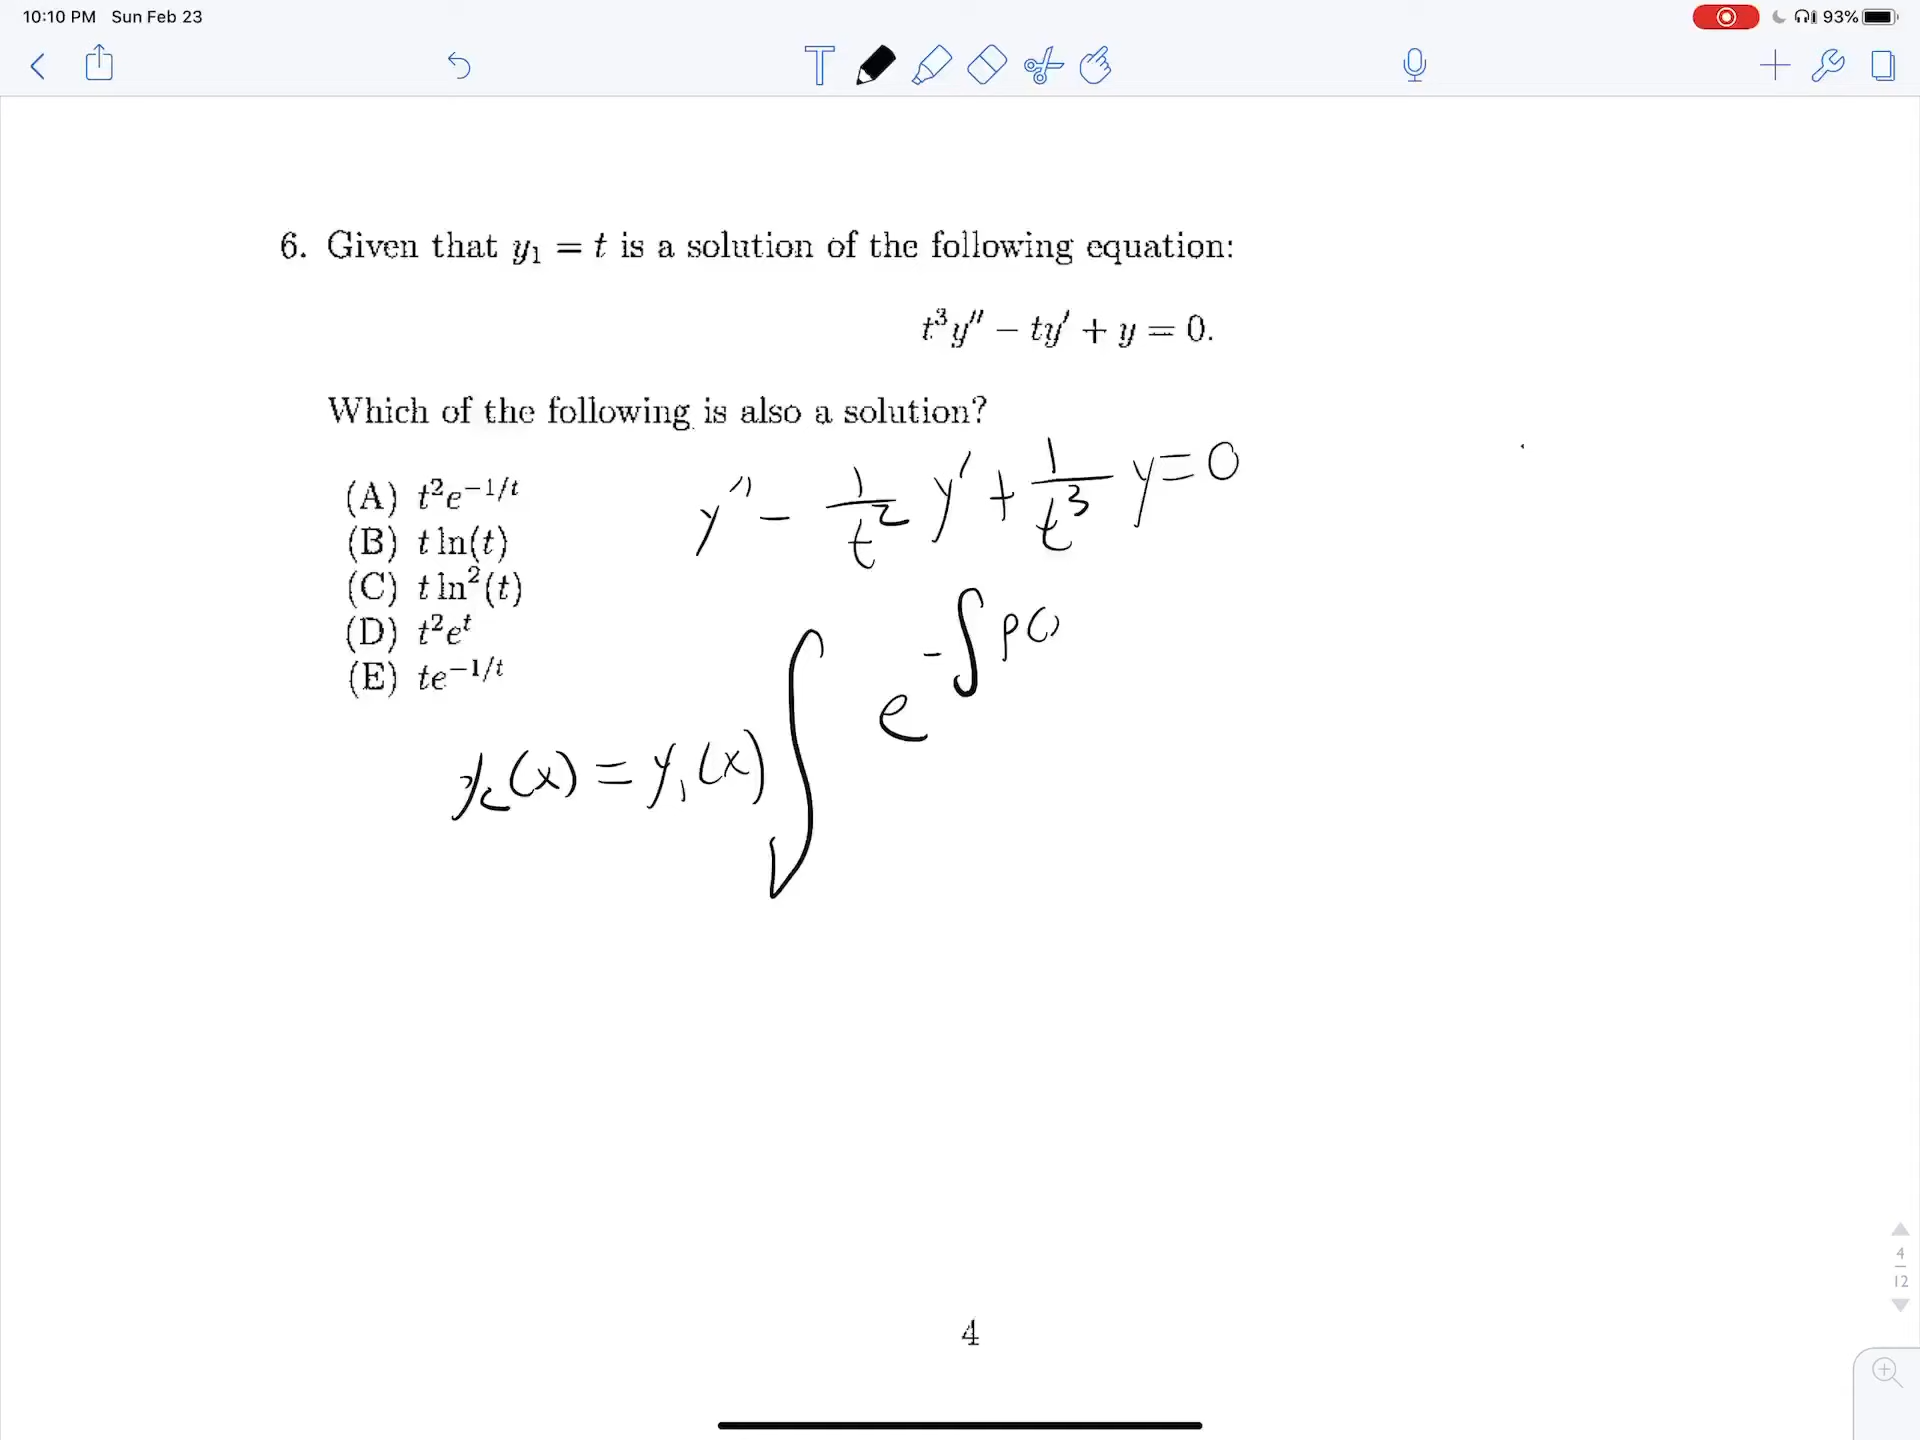 10:10 PM Sun Feb 23 93%
T
6. Given that y₁ = t is a solution of the following equation:
t³y″ − ty′ + y = 0.
Which of the following is also a solution?
(A) t²e^{−1/t}
(B) t ln(t)
(C) t ln²(t)
(D) t²e^t
(E) te^{−1/t}
y″ − 1/t² y′ + 1/t³ y = 0
y₂(x) = y₁(x) ∫ e^{−∫ p()
4
12
4